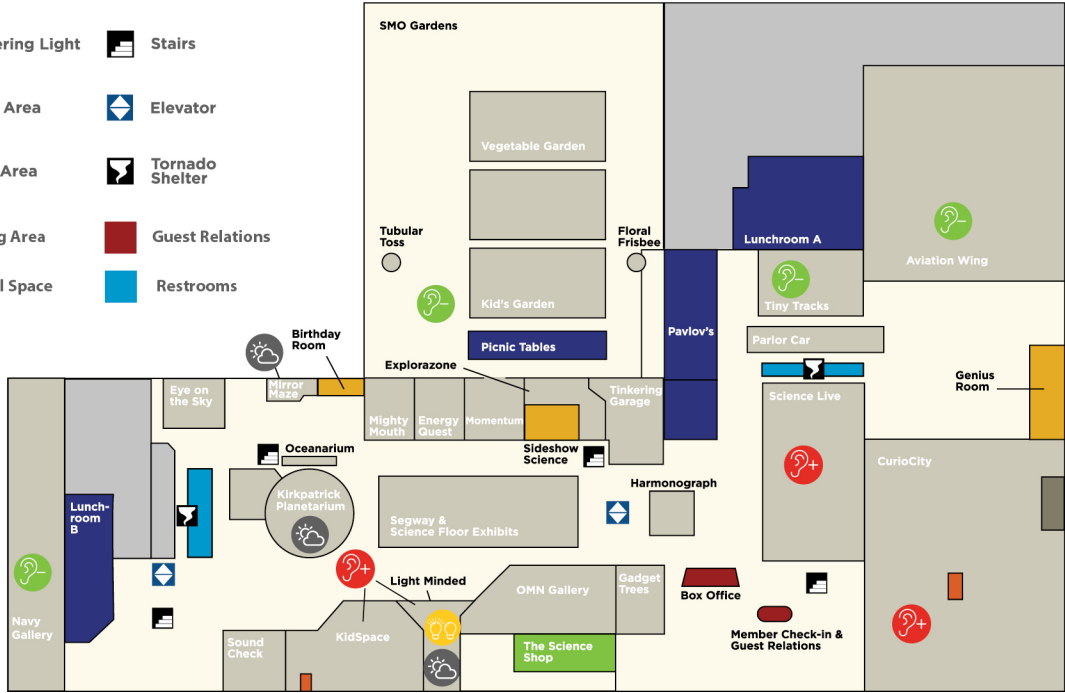 ering Light
Stairs
Area
Elevator
Area
Tornado
Shelter
g Area
Guest Relations
l Space
Restrooms
SMO Gardens
Vegetable Garden
Tubular
Toss
Floral
Frisbee
Kid's Garden
Picnic Tables
Lunchroom A
Aviation Wing
Tiny Tracks
Pavlov's
Parlor Car
Birthday
Room
Explorazone
Genius
Room
Eye on
the Sky
Mirror
Maze
Mighty
Mouth
Energy
Quest
Momentum
Tinkering
Garage
Science Live
Sideshow
Science
Oceanarium
CurioCity
Kirkpatrick
Planetarium
Harmonograph
Lunch-
room
B
Segway &
Science Floor Exhibits
Light Minded
OMN Gallery
Gadget
Trees
Box Office
Navy
Gallery
Sound
Check
KidSpace
The Science
Shop
Member Check-in &
Guest Relations